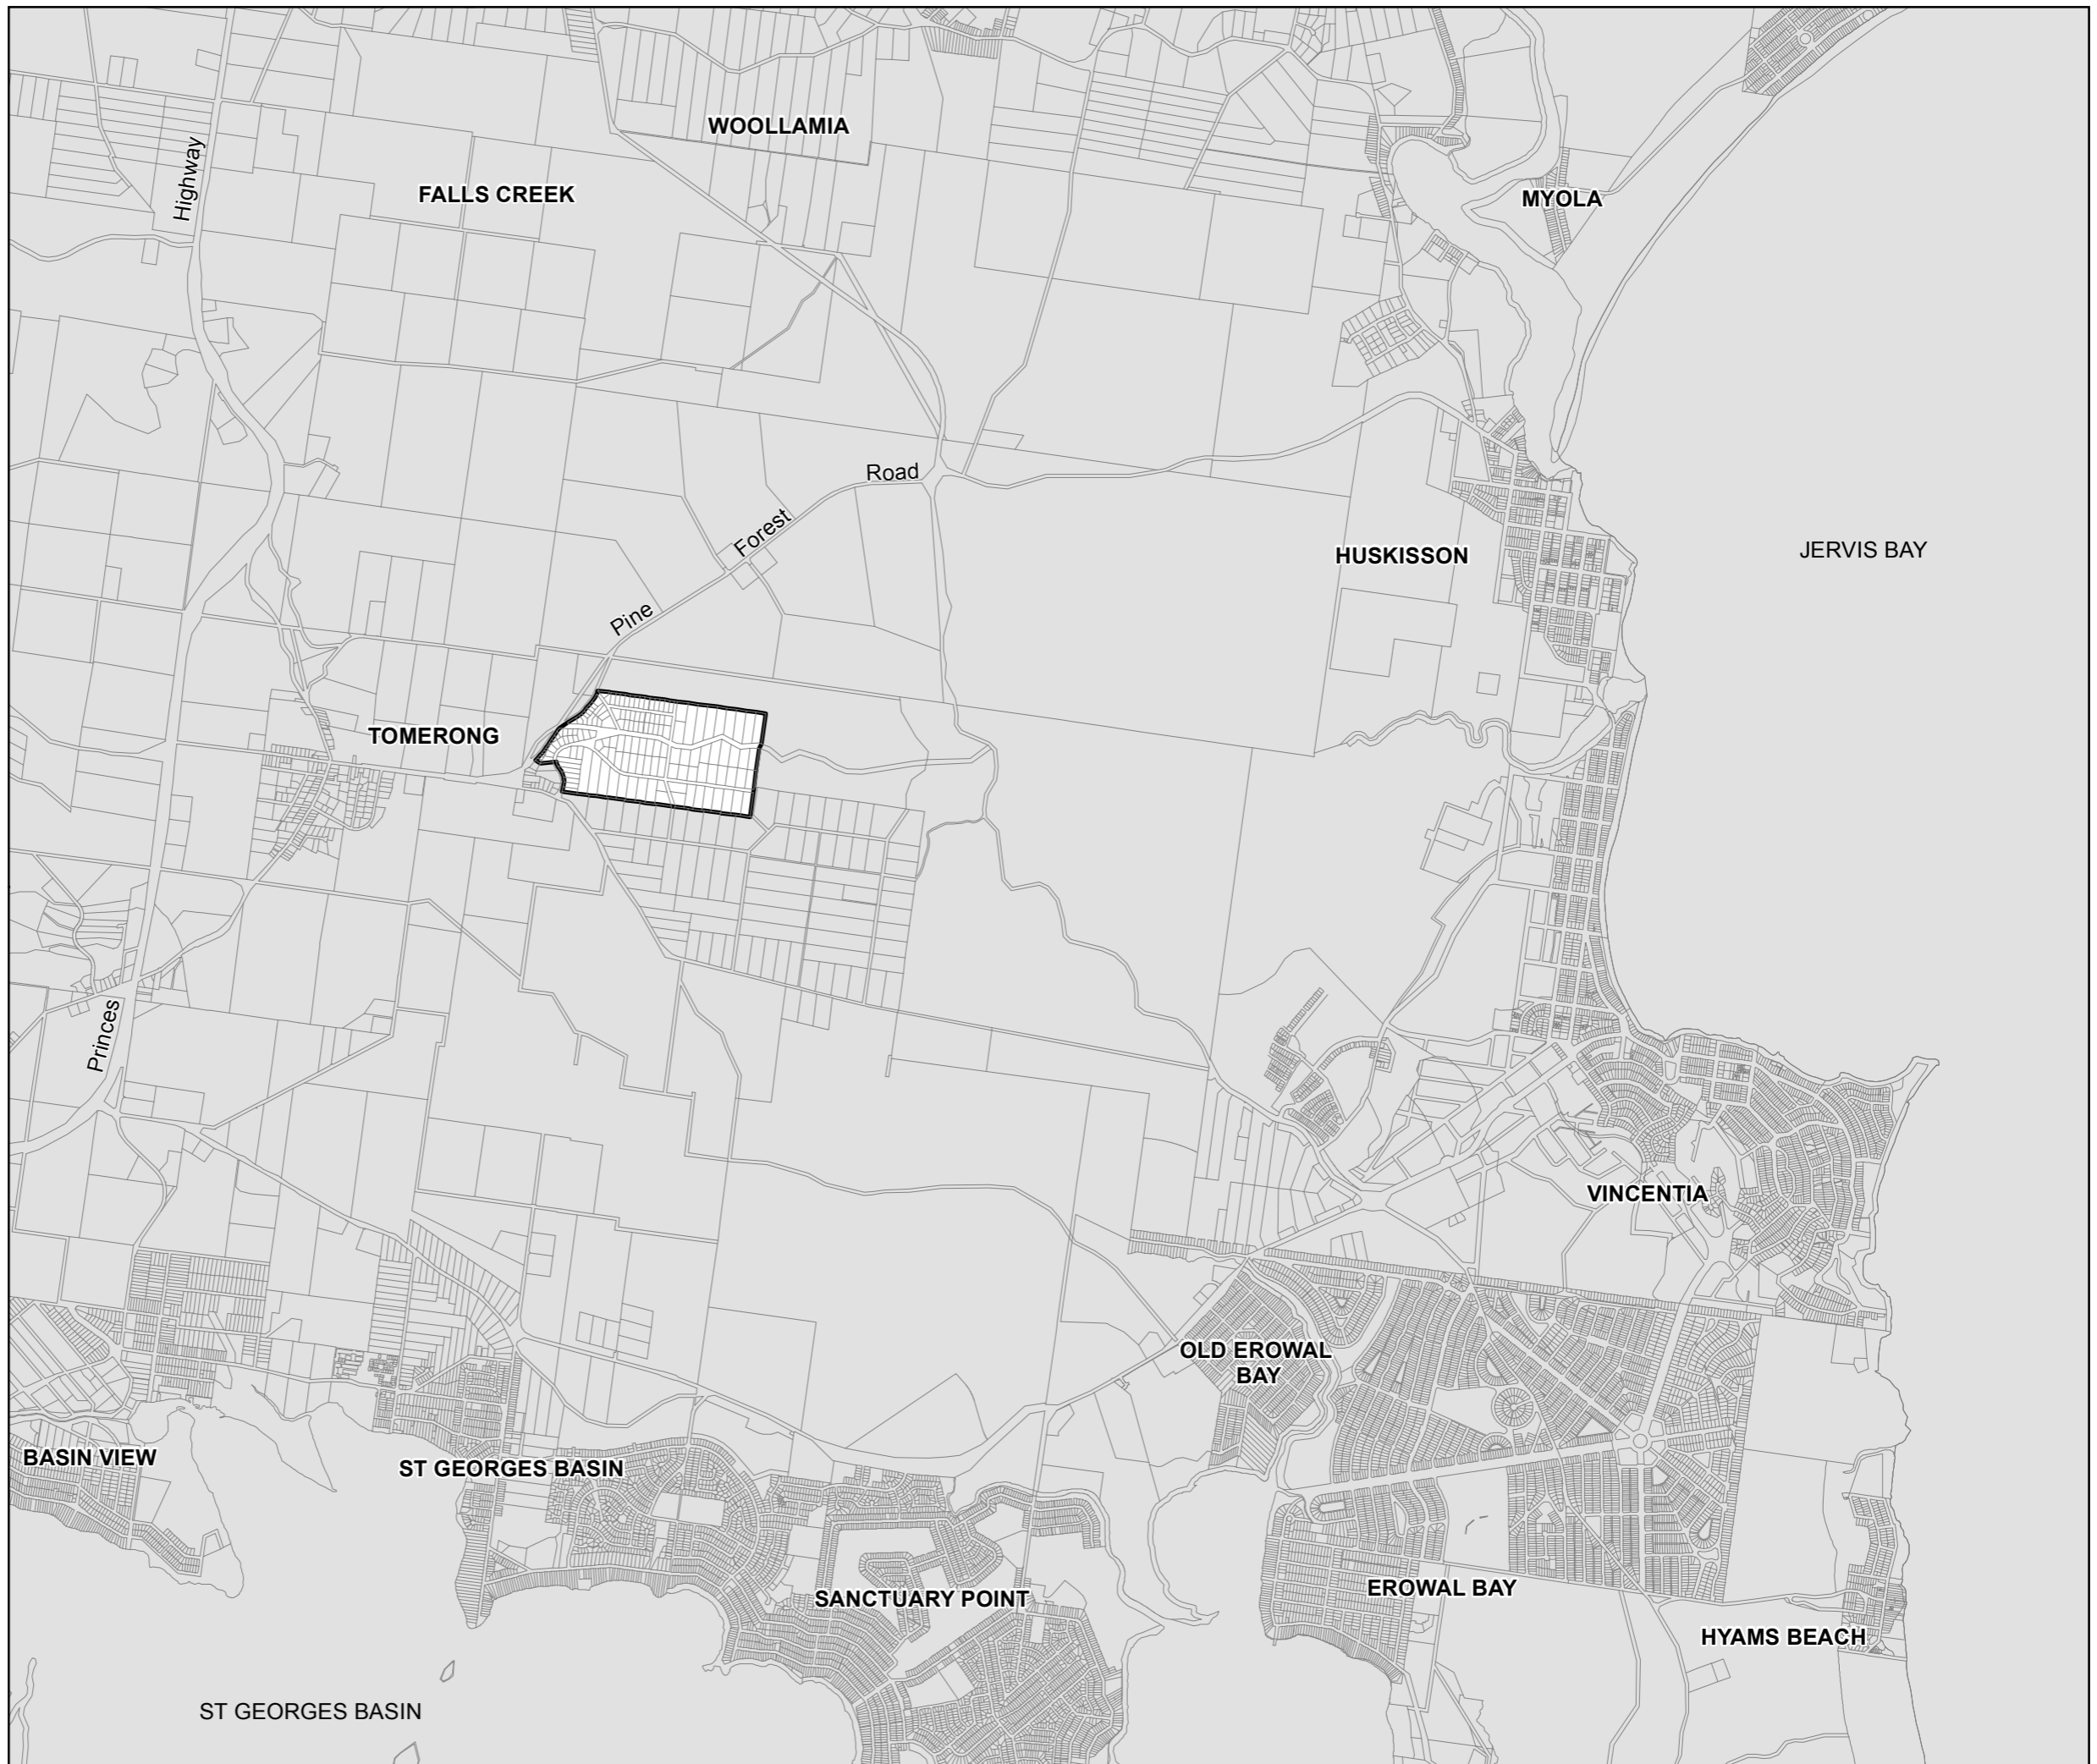 WOOLLAMIA
Highway
FALLS CREEK
MYOLA
Road
Forest
HUSKISSON
JERVIS BAY
Pine
TOMERONG
Princes
VINCENTIA
OLD EROWAL
BAY
BASIN VIEW
ST GEORGES BASIN
SANCTUARY POINT
EROWAL BAY
HYAMS BEACH
ST GEORGES BASIN